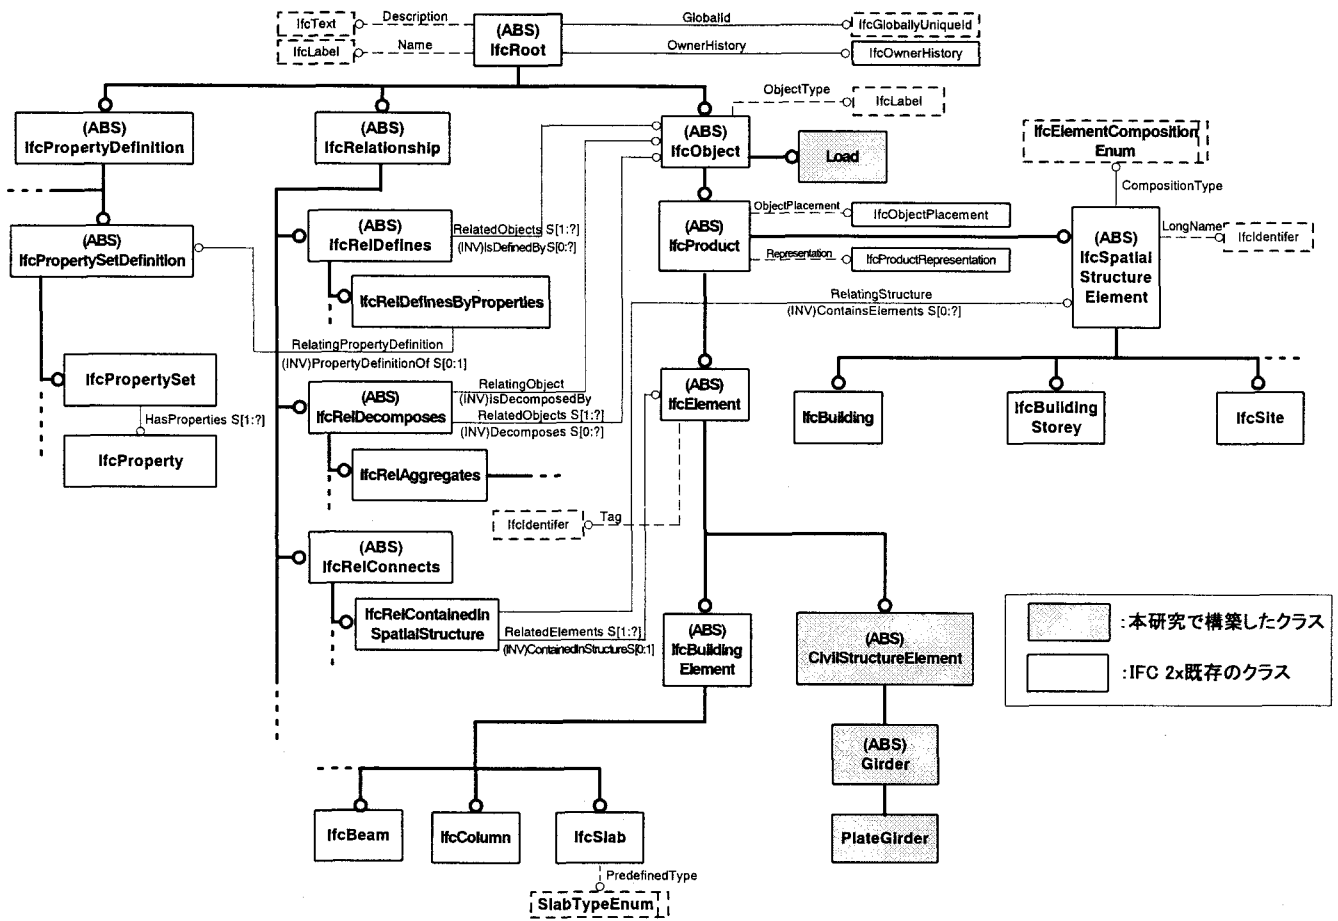 IfcText
Description
(ABS)
IfcRoot
GlobalId
IfcGloballyUniqueId
IfcLabel
Name
OwnerHistory
IfcOwnerHistory
(ABS)
IfcPropertyDefinition
(ABS)
IfcRelationship
ObjectType
IfcLabel
(ABS)
IfcObject
Load
IfcElementComposition
Enum
CompositionType
(ABS)
IfcPropertySetDefinition
(ABS)
IfcRelDefines
RelatedObjects S[1:?]
(INV)IsDefinedByS[0:?]
IfcRelDefinesByProperties
RelatingPropertyDefinition
(INV)PropertyDefinitionOf S[0:1]
(ABS)
IfcProduct
ObjectPlacement
IfcObjectPlacement
Representation
IfcProductRepresentation
(ABS)
IfcSpatial
Structure
Element
LongName
IfcIdentifer
RelatingStructure
(INV)ContainsElements S[0:?]
IfcPropertySet
HasProperties S[1:?]
IfcProperty
(ABS)
IfcRelDecomposes
RelatingObject
(INV)IsDecomposedBy
RelatedObjects S[1:?]
(INV)Decomposes S[0:?]
IfcRelAggregates
(ABS)
IfcElement
IfcBuilding
IfcBuilding
Storey
IfcSite
IfcIdentifer
Tag
(ABS)
IfcRelConnects
IfcRelContainedIn
SpatialStructure
RelatedElements S[1:?]
(INV)ContainedInStructureS[0:1]
(ABS)
IfcBuilding
Element
(ABS)
CivilStructureElement
:本研究で構築したクラス
:IFC 2x既存のクラス
(ABS)
Girder
PlateGirder
IfcBeam
IfcColumn
IfcSlab
PredefinedType
SlabTypeEnum